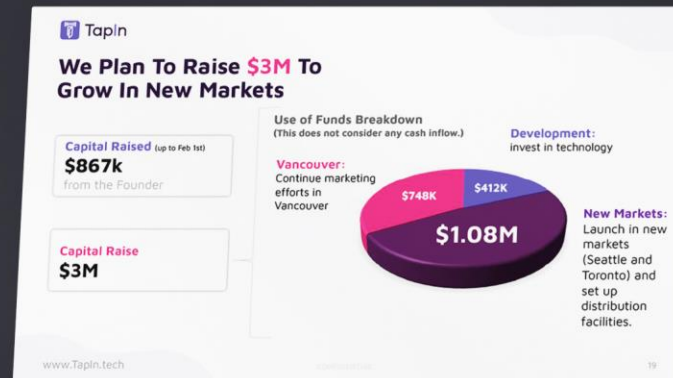 TapIn
We Plan To Raise $3M To
Grow In New Markets
Capital Raised (up to Feb 1st)
$867k
from the Founder
Capital Raise
$3M
Use of Funds Breakdown
(This does not consider any cash inflow.)
Vancouver:
Continue marketing
efforts in
Vancouver
Development:
invest in technology
$748K
$412K
$1.08M
New Markets:
Launch in new
markets
(Seattle and
Toronto) and
set up
distribution
facilities.
www.TapIn.tech
19